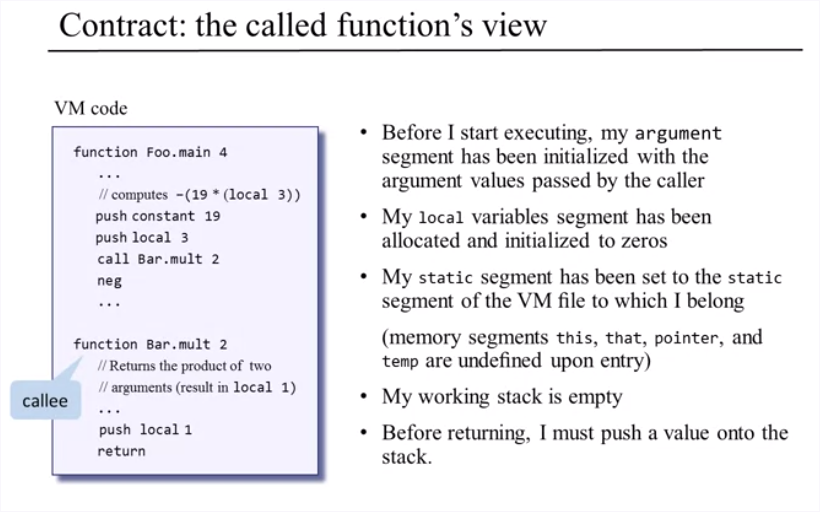 Contract: the called function's view
VM code
function Foo.main 4
...
// computes -(19 * (local 3))
push constant 19
push local 3
call Bar.mult 2
neg
...
function Bar.mult 2
// Returns the product of two
// arguments (result in local 1)
...
push local 1
return
callee
• Before I start executing, my argument
segment has been initialized with the
argument values passed by the caller
• My local variables segment has been
allocated and initialized to zeros
• My static segment has been set to the static
segment of the VM file to which I belong
(memory segments this, that, pointer, and
temp are undefined upon entry)
• My working stack is empty
• Before returning, I must push a value onto the
stack.